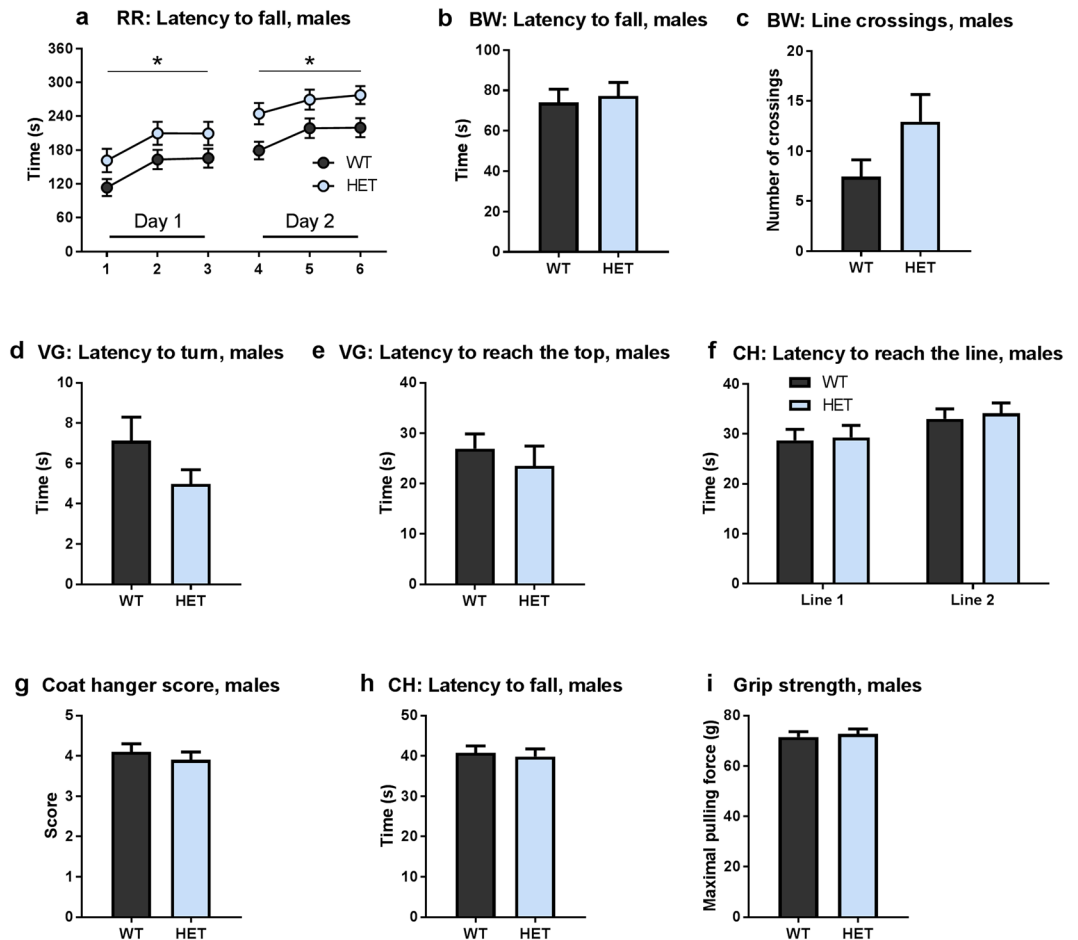 a RR: Latency to fall, males
Time (s)
360
300
240
180
120
60
0
*
*
WT
HET
Day 1
Day 2
1 2 3 4 5 6
b BW: Latency to fall, males
Time (s)
100
80
60
40
20
0
WT HET
c BW: Line crossings, males
Number of crossings
20
15
10
5
0
WT HET
d VG: Latency to turn, males
Time (s)
10
8
6
4
2
0
WT HET
e VG: Latency to reach the top, males
Time (s)
40
30
20
10
0
WT HET
f CH: Latency to reach the line, males
Time (s)
40
30
20
10
0
WT
HET
Line 1 Line 2
g Coat hanger score, males
Score
5
4
3
2
1
0
WT HET
h CH: Latency to fall, males
Time (s)
50
40
30
20
10
0
WT HET
i Grip strength, males
Maximal pulling force (g)
80
60
40
20
0
WT HET